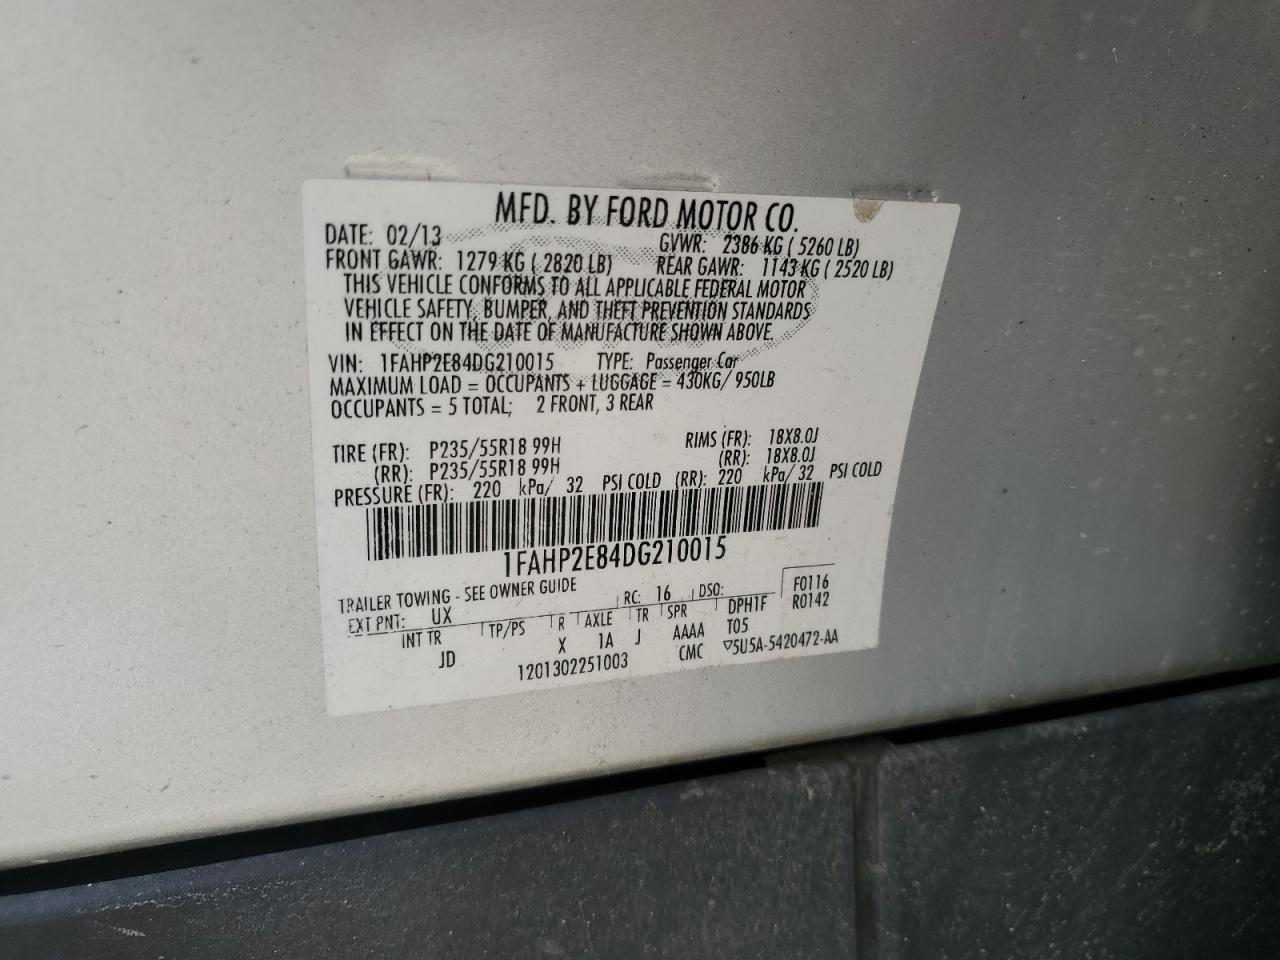 MFD. BY FORD MOTOR CO.
DATE: 02/13 GVWR: 2386 KG ( 5260 LB)
FRONT GAWR: 1279 KG ( 2820 LB) REAR GAWR: 1143 KG ( 2520 LB)
THIS VEHICLE CONFORMS TO ALL APPLICABLE FEDERAL MOTOR
VEHICLE SAFETY, BUMPER, AND THEFT PREVENTION STANDARDS
IN EFFECT ON THE DATE OF MANUFACTURE SHOWN ABOVE.
VIN: 1FAHP2E84DG210015 TYPE: Passenger Car
MAXIMUM LOAD = OCCUPANTS + LUGGAGE = 430KG/ 950LB
OCCUPANTS = 5 TOTAL; 2 FRONT, 3 REAR
TIRE (FR): P235/55R18 99H RIMS (FR): 18X8.0J
(RR): P235/55R18 99H (RR): 18X8.0J
PRESSURE (FR): 220 kPa/ 32 PSI COLD (RR): 220 kPa/ 32 PSI COLD
1FAHP2E84DG210015
TRAILER TOWING - SEE OWNER GUIDE
EXT PNT: UX RC: 16 DSO: F0116
INT TR TP/PS R AXLE TR SPR DPH1F R0142
JD X 1A J AAAA T05
1201302251003 CMC ▽5U5A-5420472-AA